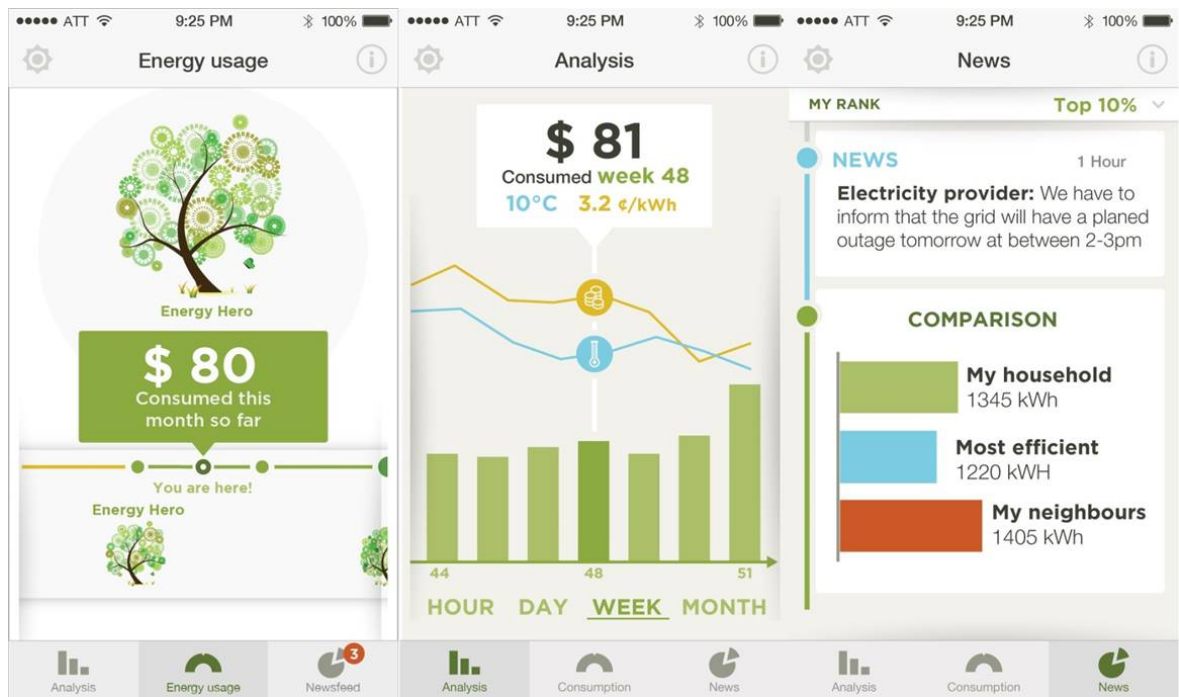 ATT 9:25 PM 100%
Energy usage
Energy Hero
$ 80
Consumed this
month so far
You are here!
Energy Hero
3
Analysis Energy usage Newsfeed
ATT 9:25 PM 100%
Analysis
$ 81
Consumed week 48
10°C 3.2 ¢/kWh
44 48 51
HOUR DAY WEEK MONTH
Analysis Consumption News
ATT 9:25 PM 100%
News
MY RANK Top 10%
NEWS 1 Hour
Electricity provider: We have to
inform that the grid will have a planed
outage tomorrow at between 2-3pm
COMPARISON
My household
1345 kWh
Most efficient
1220 kWH
My neighbours
1405 kWh
Analysis Consumption News